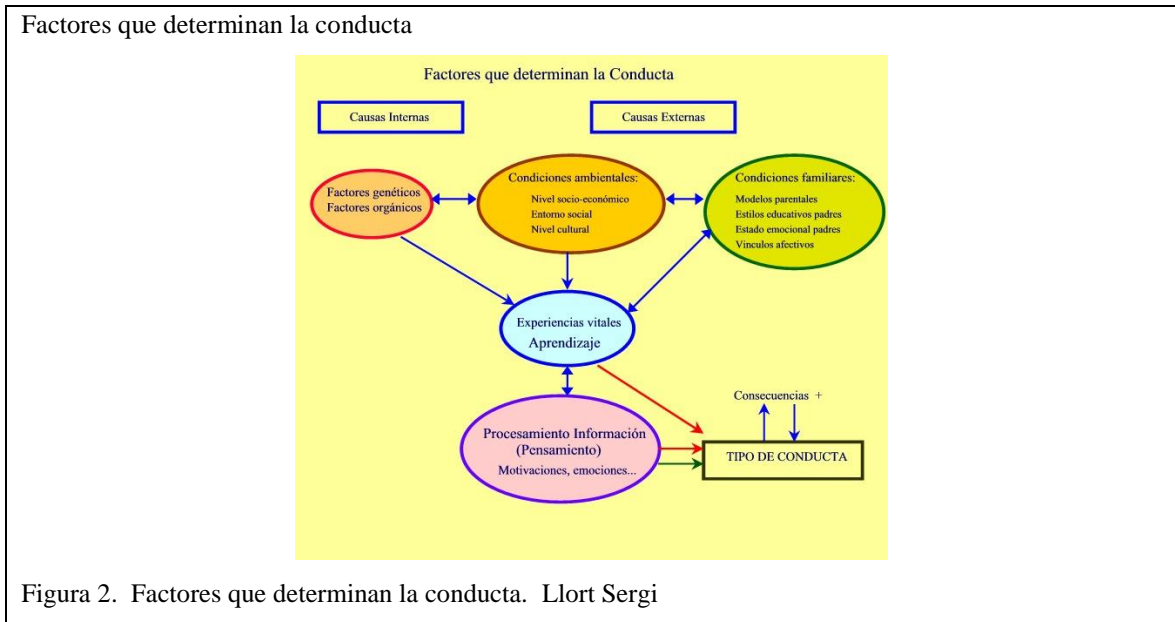 Factores que determinan la conducta
Factores que determinan la Conducta
Causas Internas
Causas Externas
Factores genéticos
Factores orgánicos
Condiciones ambientales:
Nivel socio-económico
Entorno social
Nivel cultural
Condiciones familiares:
Modelos parentales
Estilos educativos padres
Estado emocional padres
Vinculos afectivos
Experiencias vitales
Aprendizaje
Procesamiento Información
(Pensamiento)
Motivaciones, emociones...
Consecuencias +
TIPO DE CONDUCTA
Figura 2. Factores que determinan la conducta. Llort Sergi